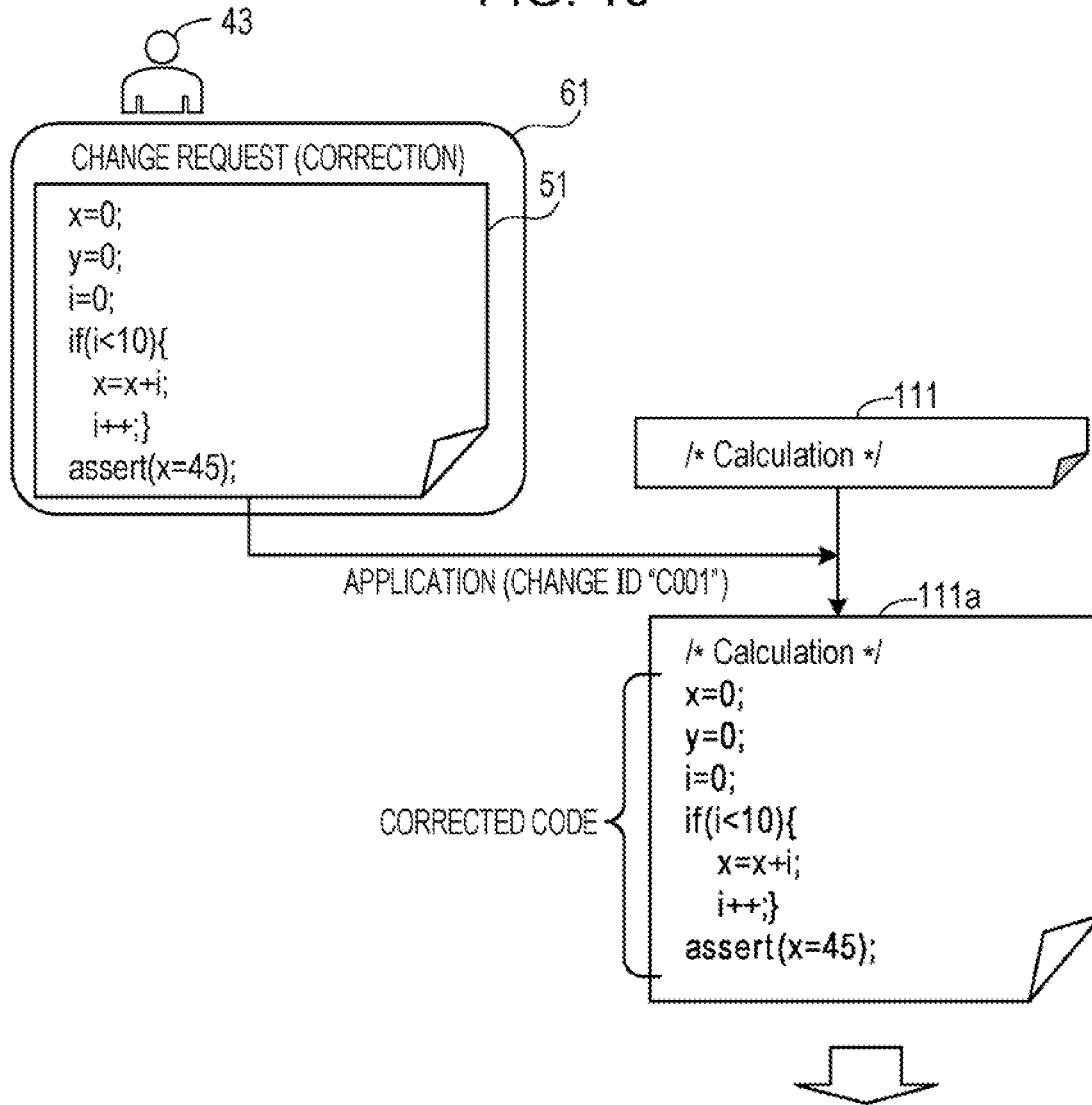 43
61
CHANGE REQUEST (CORRECTION)
51
x=0;
y=0;
i=0;
if(i<10){
x=x+i;
i++;}
assert(x=45);
111
/* Calculation */
APPLICATION (CHANGE ID "C001")
111a
/* Calculation */
x=0;
y=0;
i=0;
if(i<10){
x=x+i;
i++;}
assert(x=45);
CORRECTED CODE